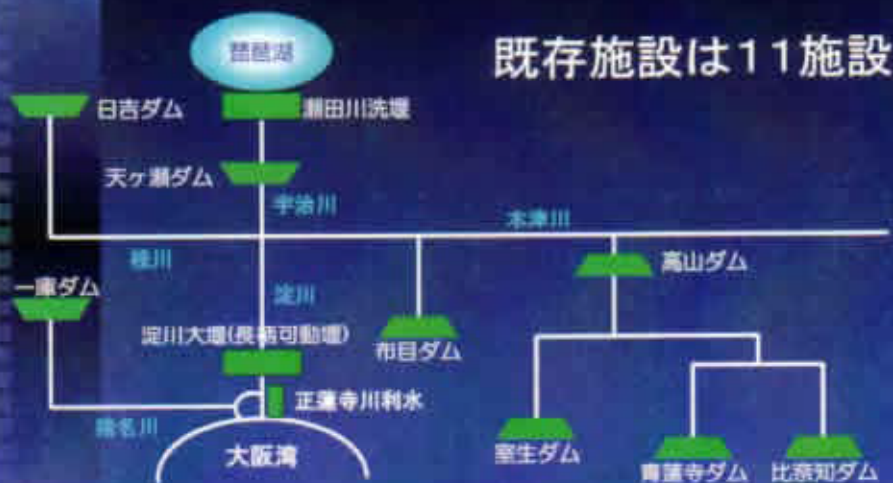 琵琶湖
既存施設は11施設
日吉ダム
瀬田川洗堰
天ヶ瀬ダム
宇治川
木津川
桂川
高山ダム
一庫ダム
淀川
淀川大堰(長柄可動堰)
布目ダム
正蓮寺川利水
猪名川
大阪湾
室生ダム
青蓮寺ダム
比奈知ダム